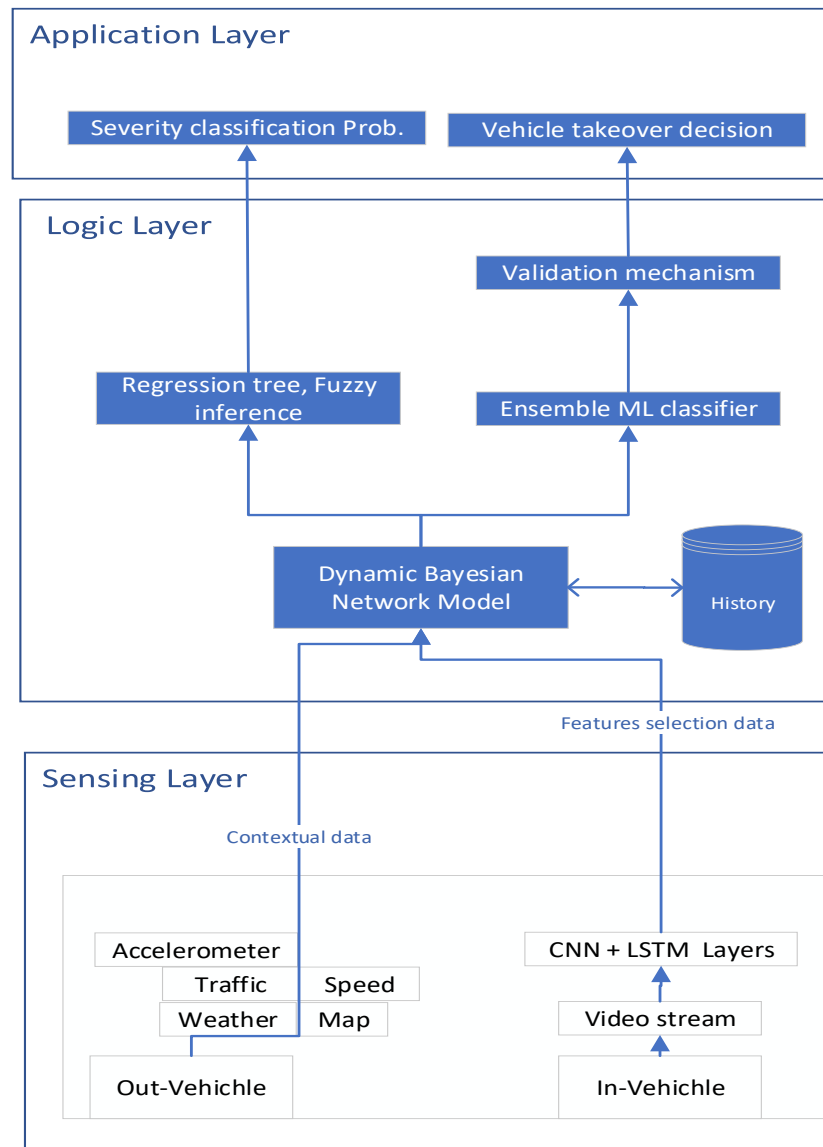 Application Layer
Severity classification Prob.
Vehicle takeover decision
Logic Layer
Validation mechanism
Regression tree, Fuzzy
inference
Ensemble ML classifier
Dynamic Bayesian
Network Model
History
Features selection data
Sensing Layer
Contextual data
Accelerometer
CNN + LSTM Layers
Traffic
Speed
Weather
Map
Video stream
Out-Vehichle
In-Vehichle